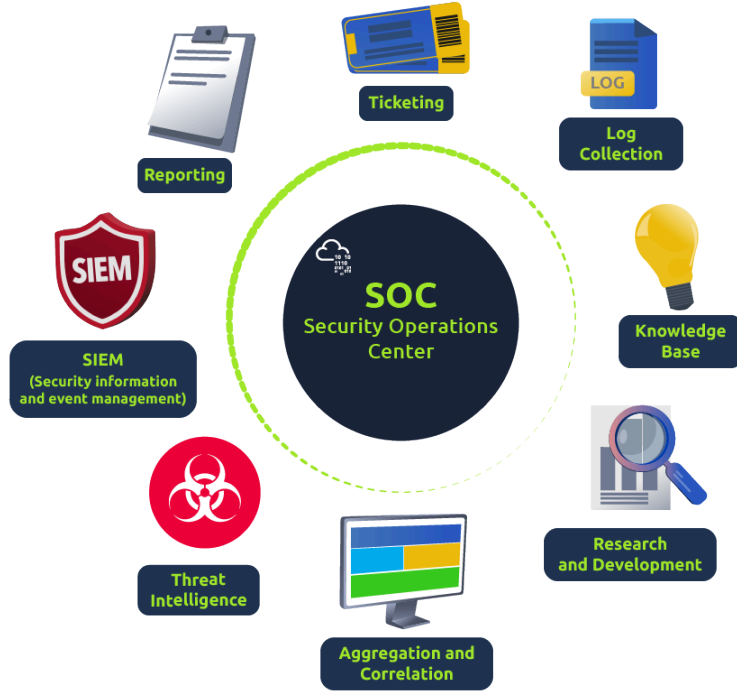 Ticketing
LOG
Log
Collection
Reporting
SIEM
SOC
Security Operations
Center
Knowledge
Base
SIEM
(Security information
and event management)
Research
and Development
Threat
Intelligence
Aggregation and
Correlation